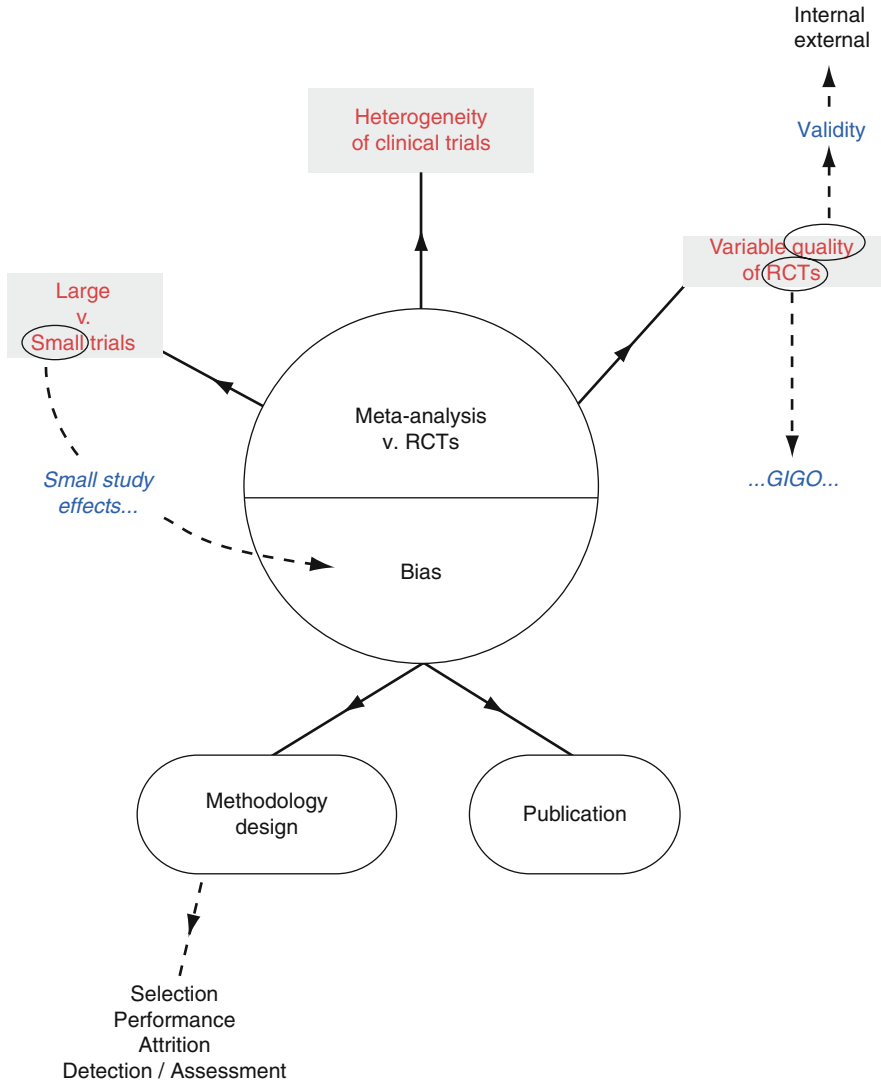 Internal
external
Validity
Heterogeneity
of clinical trials
Variable quality
of RCTs
Large
v.
Small trials
Meta-analysis
v. RCTs
Small study
effects...
...GIGO...
Bias
Methodology
design
Publication
Selection
Performance
Attrition
Detection / Assessment